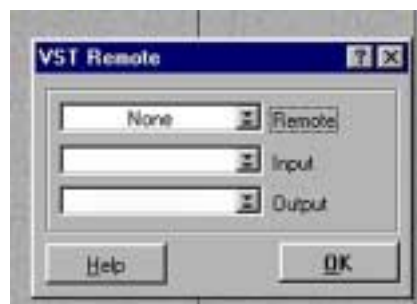 VST Remote
None Remote
Input
Output
Help OK